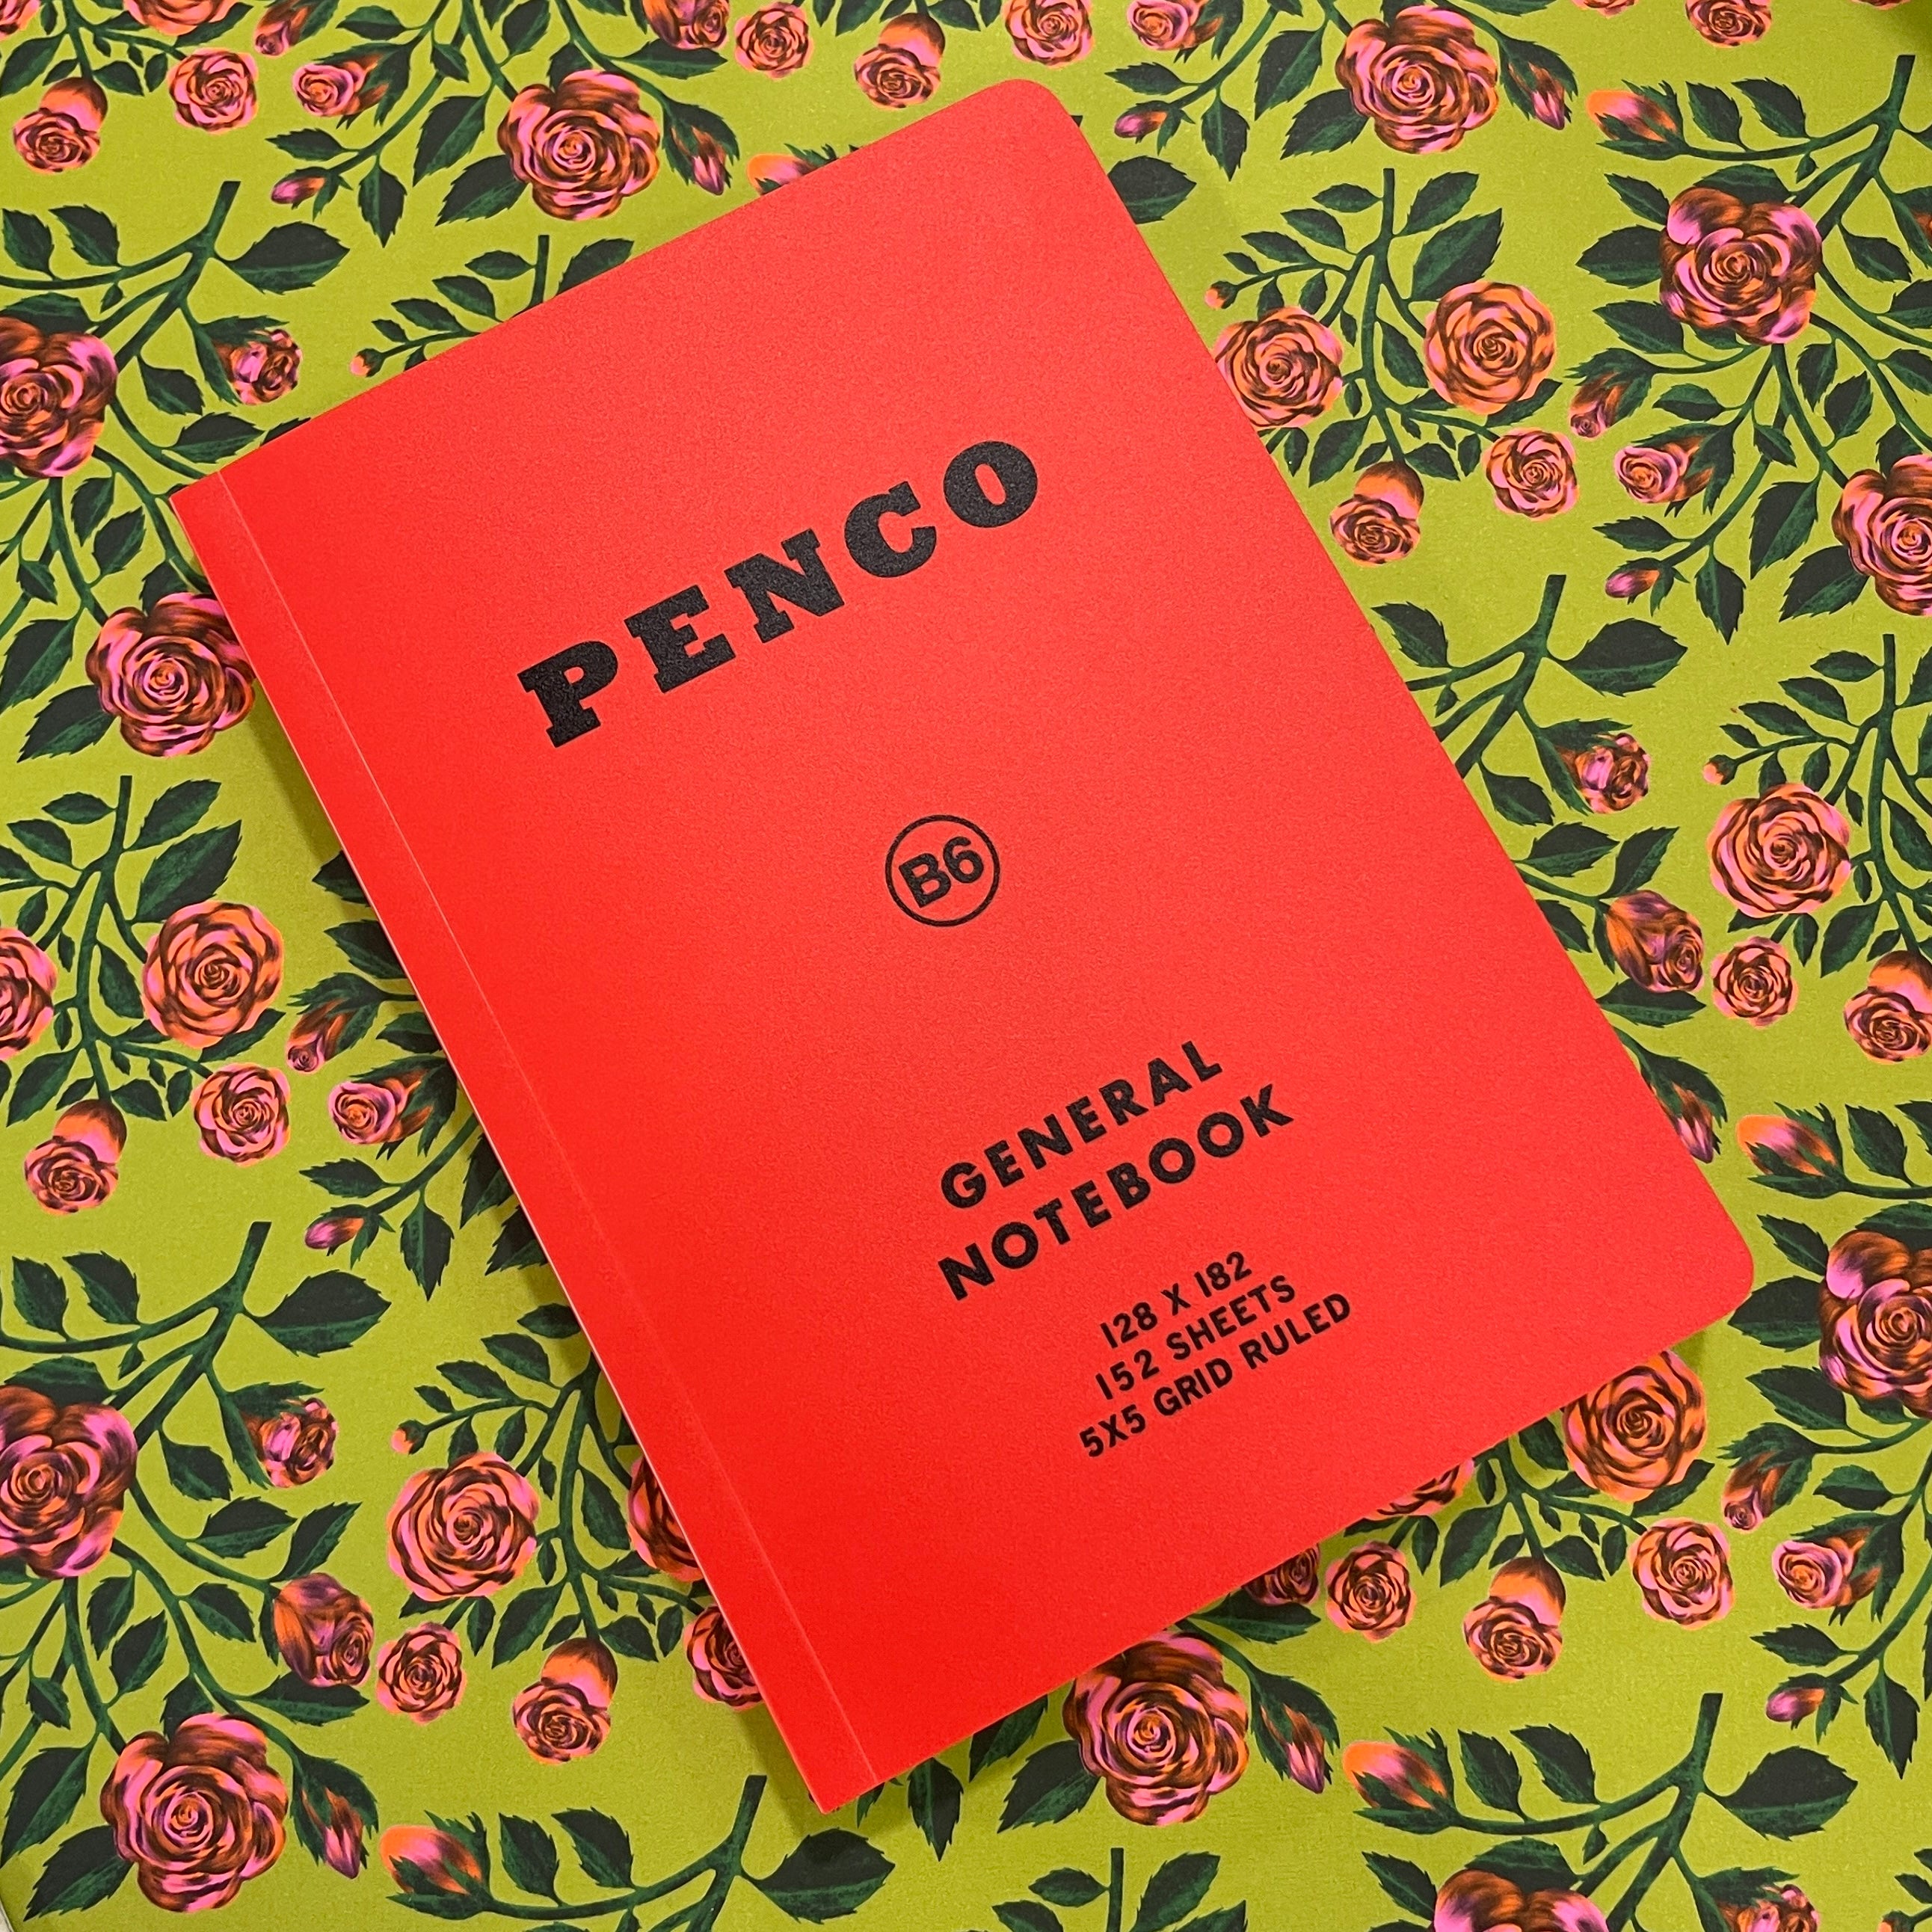 PENCO
B6
GENERAL
NOTEBOOK
128 X 182
152 SHEETS
5X5 GRID RULED